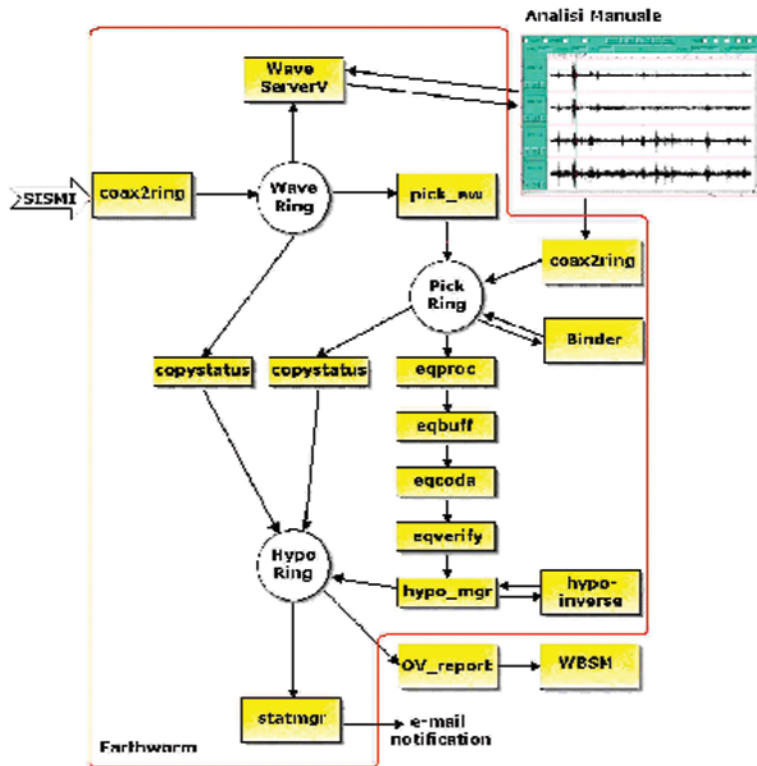 Analisi Manuale
Wave
ServerV
SISMI
coax2ring
Wave
Ring
pick_ew
coax2ring
Pick
Ring
Binder
copystatus
copystatus
eqproc
eqbuff
eqcoda
eqverify
Hypo
Ring
hypo_mgr
hypo-
inverse
OV_report
WBSM
statmgr
e-mail
notification
Earthworm